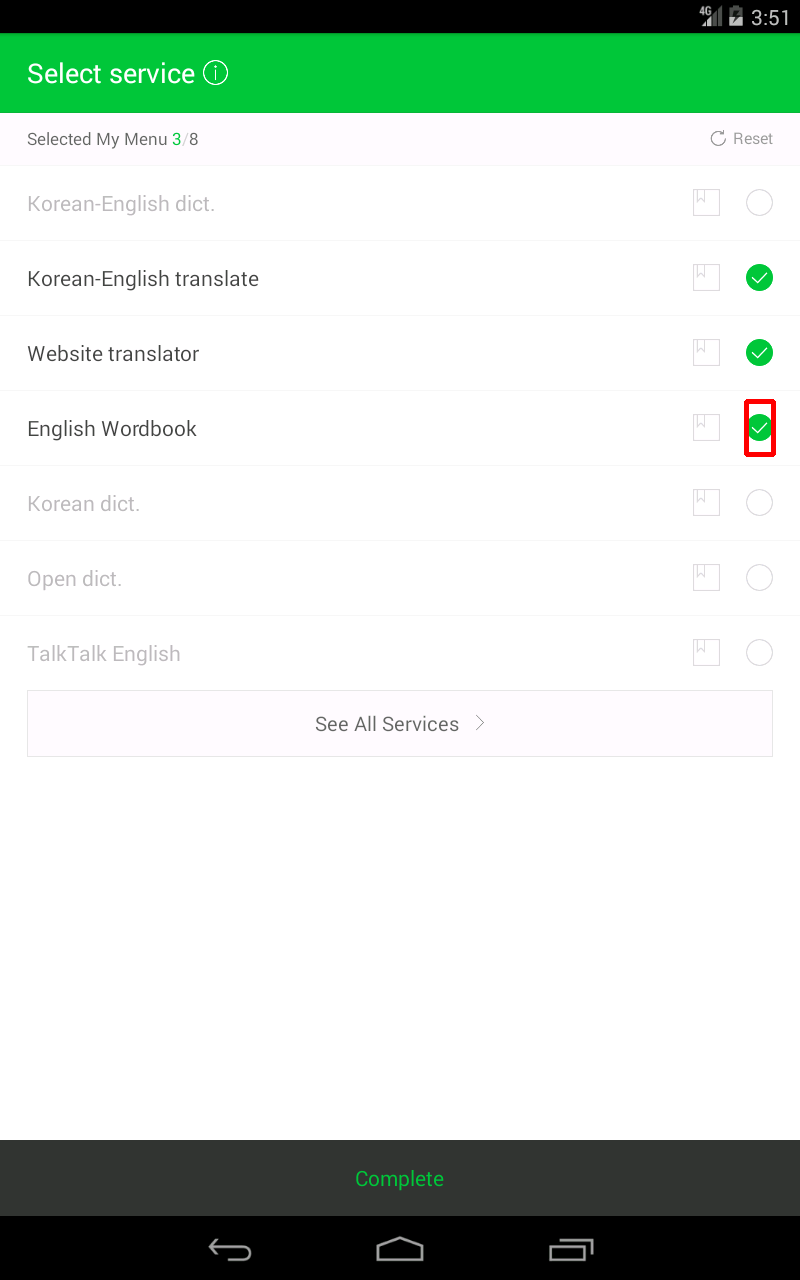 4G 3:51
Select service
Selected My Menu 3/8 Reset
Korean-English dict.
Korean-English translate
Website translator
English Wordbook
Korean dict.
Open dict.
TalkTalk English
See All Services
Complete